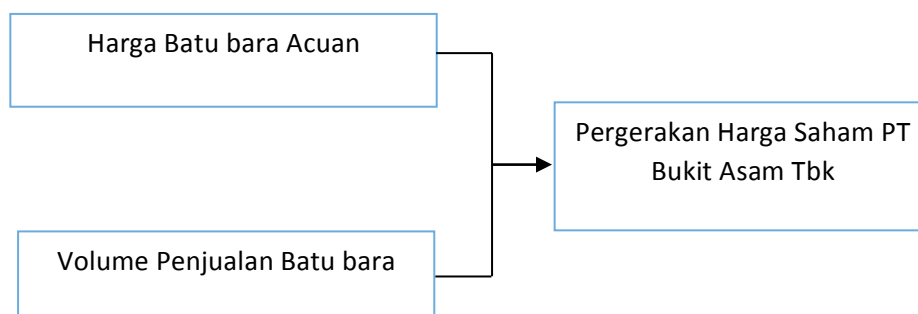 Harga Batu bara Acuan
Pergerakan Harga Saham PT
Bukit Asam Tbk
Volume Penjualan Batu bara